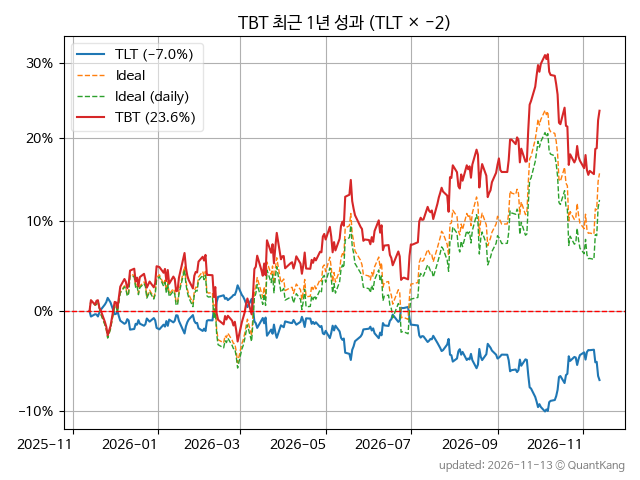 TBT 최근 1년 성과 (TLT × −2)
TLT (−7.0%)
Ideal
Ideal (daily)
TBT (23.6%)
30%
20%
10%
0%
−10%
2025−11
2026−01
2026−03
2026−05
2026−07
2026−09
2026−11
updated: 2026−11−13 © QuantKang